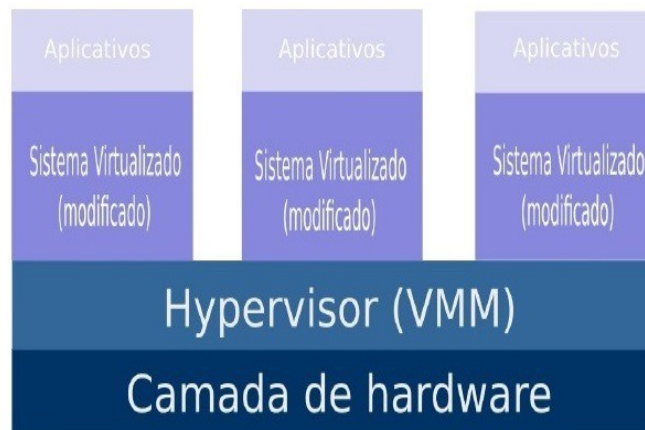 Aplicativos
Aplicativos
Aplicativos
Sistema Virtualizado
(modificado)
Sistema Virtualizado
(modificado)
Sistema Virtualizado
(modificado)
Hypervisor (VMM)
Camada de hardware